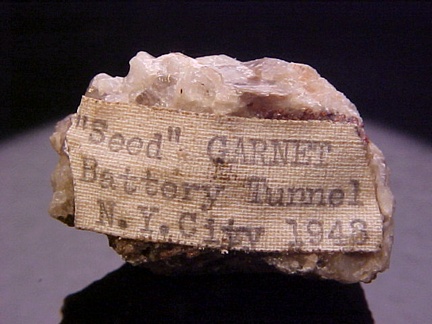 "Seed" GARNET
Battery Tunnel
N.Y.City 1948